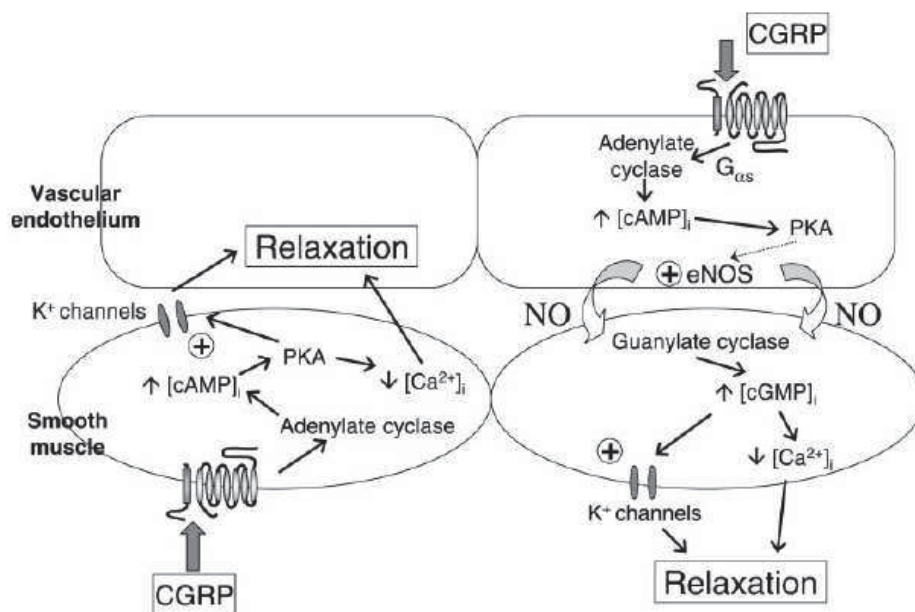 CGRP
Adenylate
cyclase
Gαs
Vascular
endothelium
↑ [cAMP]i
PKA
Relaxation
+ eNOS
K+ channels
NO
NO
+
PKA
Guanylate cyclase
↑ [cAMP]i
↓ [Ca2+]i
↑ [cGMP]i
Smooth
muscle
Adenylate cyclase
+
↓ [Ca2+]i
K+ channels
CGRP
Relaxation